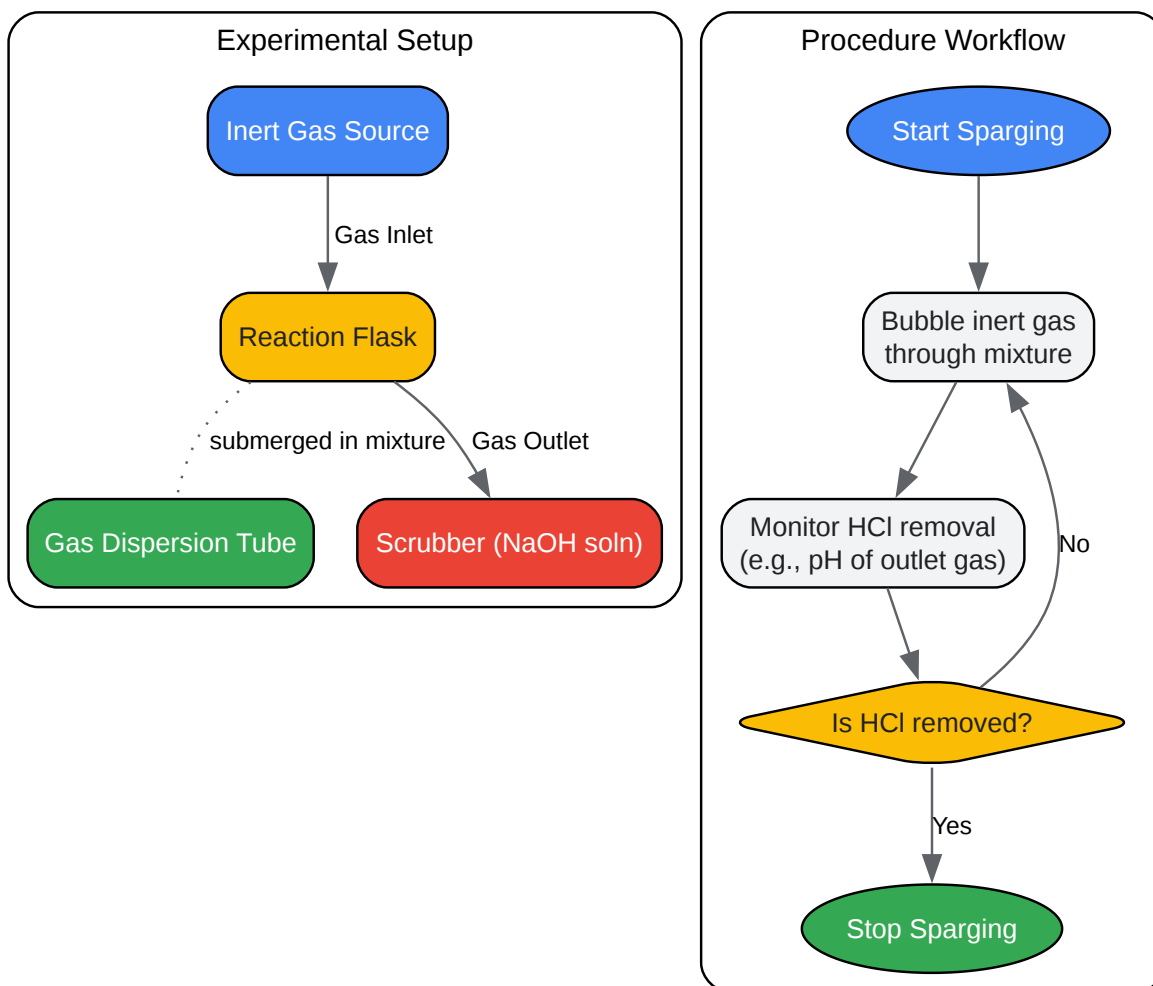 Experimental Setup
Inert Gas Source
Gas Inlet
Reaction Flask
submerged in mixture
Gas Outlet
Gas Dispersion Tube
Scrubber (NaOH soln)
Procedure Workflow
Start Sparging
Bubble inert gas
through mixture
Monitor HCl removal
(e.g., pH of outlet gas)
No
Is HCl removed?
Yes
Stop Sparging